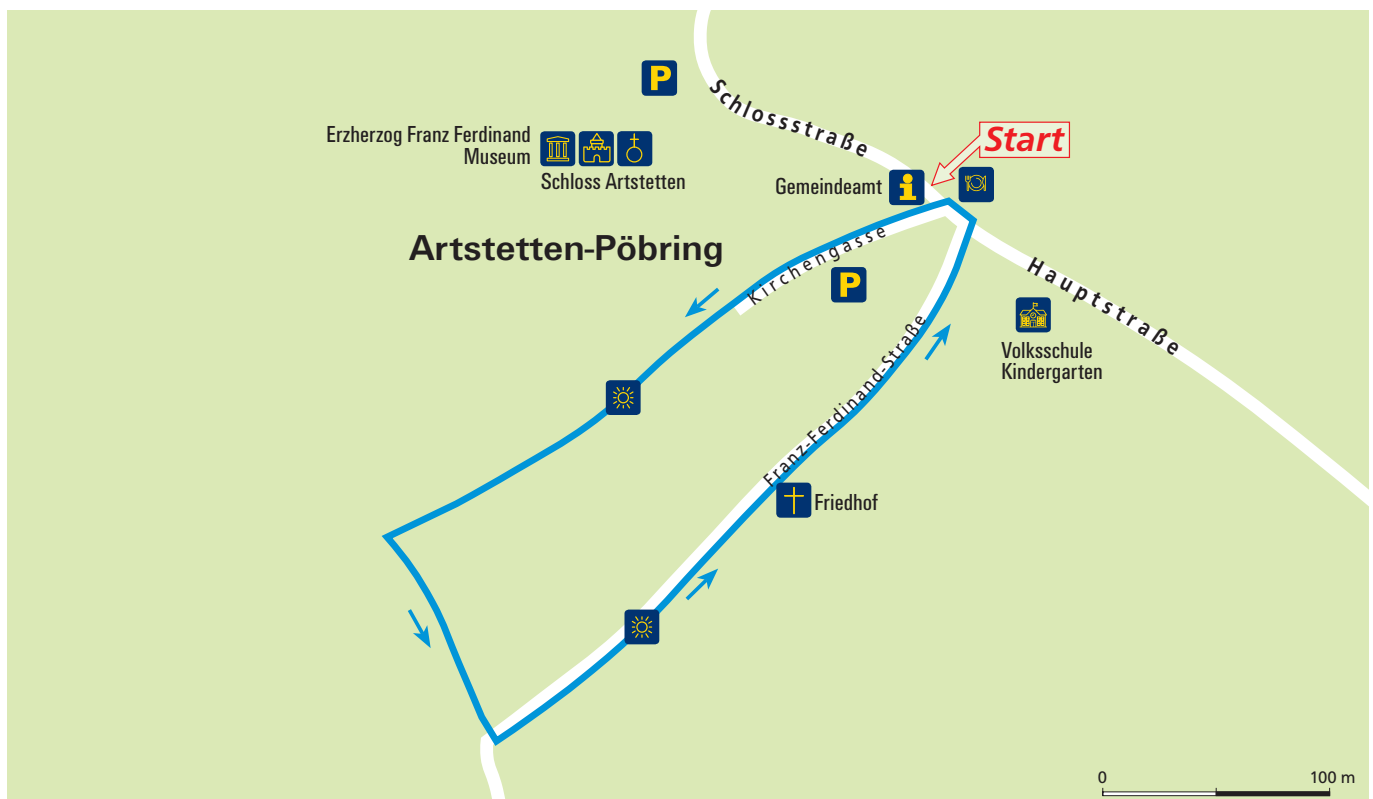 P
Schlossstraße
Start
Erzherzog Franz Ferdinand
Museum
Schloss Artstetten
Gemeindeamt
i
Artstetten-Pöbring
Kirchengasse
P
Hauptstraße
Franz-Ferdinand-Straße
Volksschule
Kindergarten
Friedhof
0 100 m